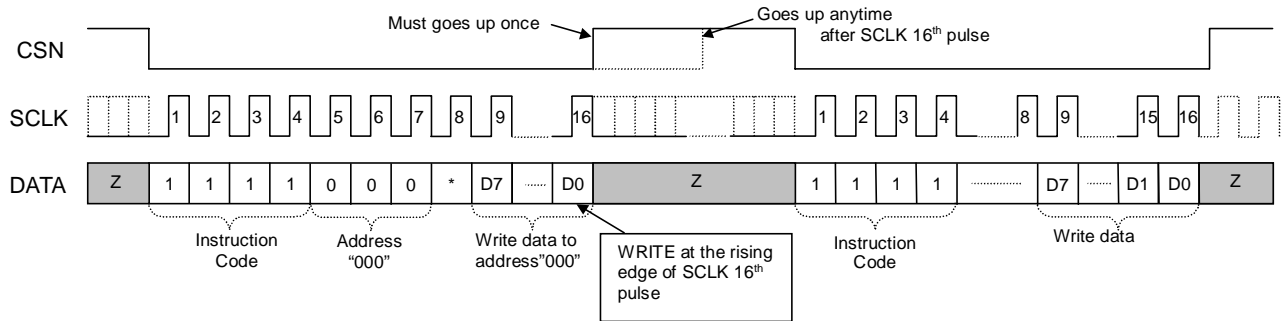 Must goes up once
Goes up anytime
after SCLK 16th pulse
CSN
SCLK
1 2 3 4 5 6 7 8 9 ........ 16 1 2 3 4 ........ 8 9 ........ 15 16
DATA
Z 1 1 1 1 0 0 0 * D7 ........ D0 Z 1 1 1 1 ........ D7 ........ D1 D0 Z
Instruction
Code
Address
"000"
Write data to
address"000"
WRITE at the rising
edge of SCLK 16th
pulse
Instruction
Code
Write data